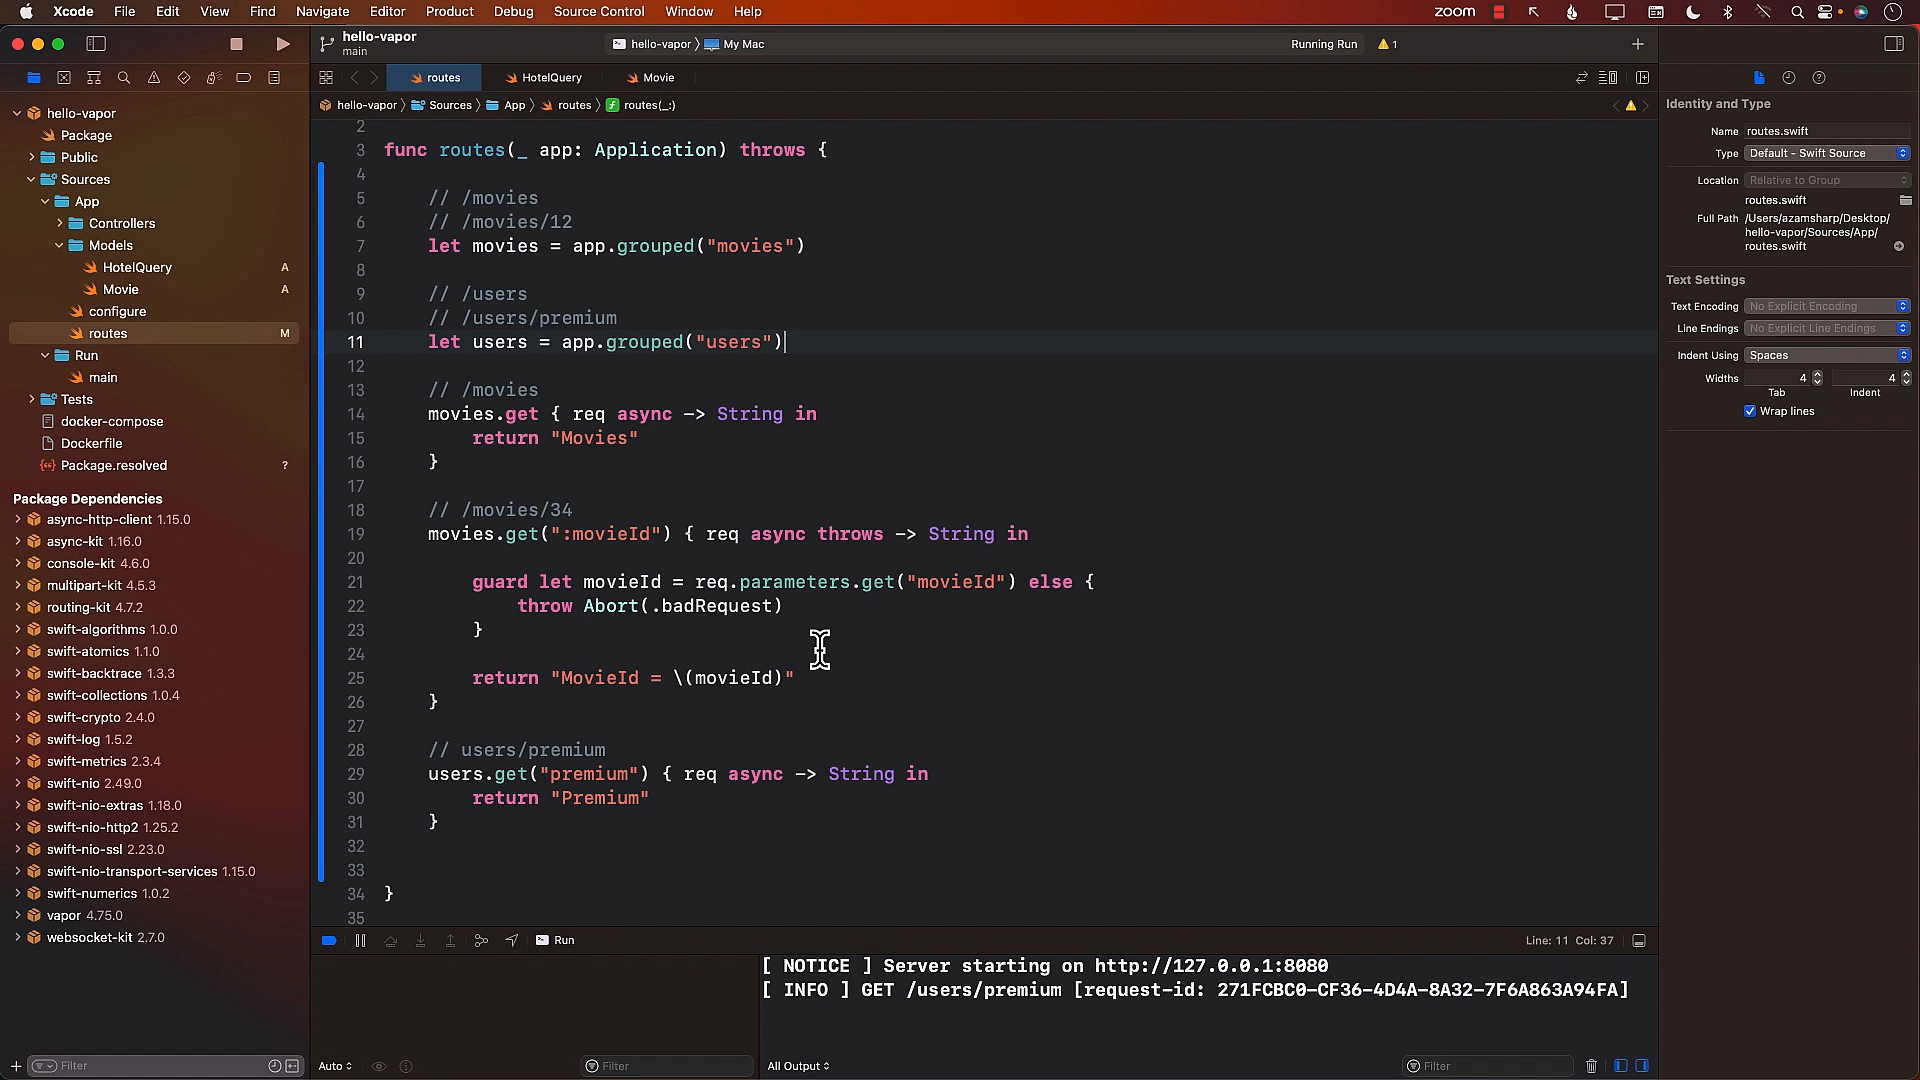 Xcode File Edit View Find Navigate Editor Product Debug Source Control Window Help zoom
hello-vapor
main
hello-vapor My Mac
Running Run 1
routes HotelQuery Movie
hello-vapor Sources App routes routes(_:)
hello-vapor
Package
Public
Sources
App
Controllers
Models
HotelQuery A
Movie A
configure
routes M
Run
main
Tests
docker-compose
Dockerfile
Package.resolved ?
Package Dependencies
async-http-client 1.15.0
async-kit 1.16.0
console-kit 4.6.0
multipart-kit 4.5.3
routing-kit 4.7.2
swift-algorithms 1.0.0
swift-atomics 1.1.0
swift-backtrace 1.3.3
swift-collections 1.0.4
swift-crypto 2.4.0
swift-log 1.5.2
swift-metrics 2.3.4
swift-nio 2.49.0
swift-nio-extras 1.18.0
swift-nio-http2 1.25.2
swift-nio-ssl 2.23.0
swift-nio-transport-services 1.15.0
swift-numerics 1.0.2
vapor 4.75.0
websocket-kit 2.7.0
Filter
2
3 func routes(_ app: Application) throws {
4
5 // /movies
6 // /movies/12
7 let movies = app.grouped("movies")
8
9 // /users
10 // /users/premium
11 let users = app.grouped("users")
12
13 // /movies
14 movies.get { req async -> String in
15 return "Movies"
16 }
17
18 // /movies/34
19 movies.get(":movieId") { req async throws -> String in
20
21 guard let movieId = req.parameters.get("movieId") else {
22 throw Abort(.badRequest)
23 }
24
25 return "MovieId = \(movieId)"
26 }
27
28 // users/premium
29 users.get("premium") { req async -> String in
30 return "Premium"
31 }
32
33
34 }
35
Run
Line: 11 Col: 37
[ NOTICE ] Server starting on http://127.0.0.1:8080
[ INFO ] GET /users/premium [request-id: 271FCBC0-CF36-4D4A-8A32-7F6A863A94FA]
Auto
Filter
All Output
Filter
Identity and Type
Name routes.swift
Type Default - Swift Source
Location Relative to Group
routes.swift
Full Path /Users/azamsharp/Desktop/
hello-vapor/Sources/App/
routes.swift
Text Settings
Text Encoding No Explicit Encoding
Line Endings No Explicit Line Endings
Indent Using Spaces
Widths 4 4
Tab Indent
Wrap lines